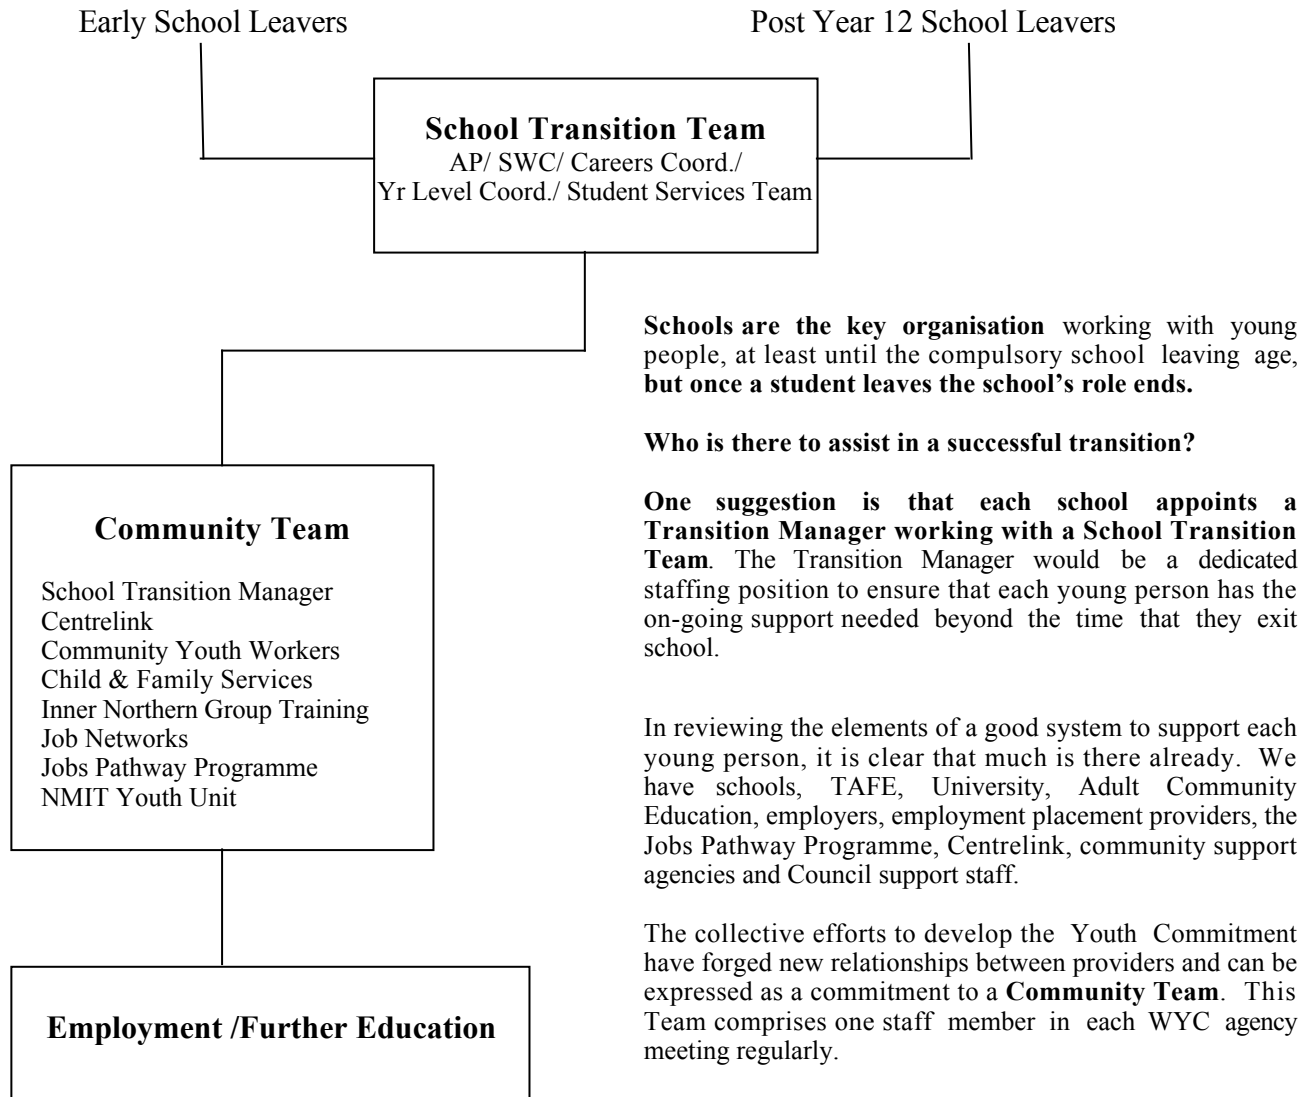 Early School Leavers
Post Year 12 School Leavers
School Transition Team
AP/ SWC/ Careers Coord./
Yr Level Coord./ Student Services Team
Schools are the key organisation working with young
people, at least until the compulsory school leaving age,
but once a student leaves the school’s role ends.
Who is there to assist in a successful transition?
One suggestion is that each school appoints a
Transition Manager working with a School Transition
Team. The Transition Manager would be a dedicated
staffing position to ensure that each young person has the
on-going support needed beyond the time that they exit
school.
In reviewing the elements of a good system to support each
young person, it is clear that much is there already. We
have schools, TAFE, University, Adult Community
Education, employers, employment placement providers, the
Jobs Pathway Programme, Centrelink, community support
agencies and Council support staff.
The collective efforts to develop the Youth Commitment
have forged new relationships between providers and can be
expressed as a commitment to a Community Team. This
Team comprises one staff member in each WYC agency
meeting regularly.
Community Team
School Transition Manager
Centrelink
Community Youth Workers
Child & Family Services
Inner Northern Group Training
Job Networks
Jobs Pathway Programme
NMIT Youth Unit
Employment /Further Education